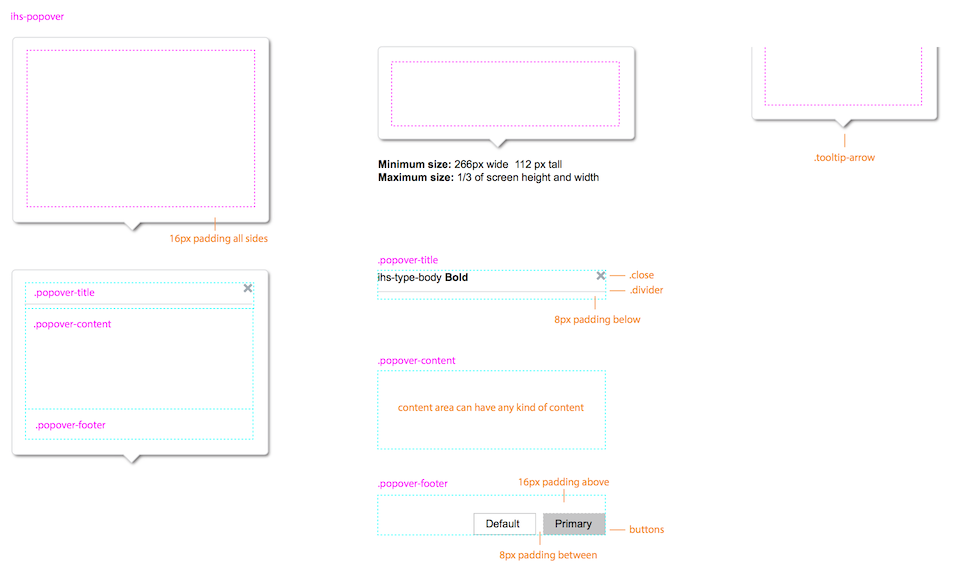 ihs-popover
16px padding all sides
.popover-title
.popover-content
.popover-footer
Minimum size: 266px wide  112 px tall
Maximum size: 1/3 of screen height and width
.popover-title
ihs-type-body Bold
.close
.divider
8px padding below
.popover-content
content area can have any kind of content
.popover-footer
16px padding above
Default
Primary
buttons
8px padding between
.tooltip-arrow